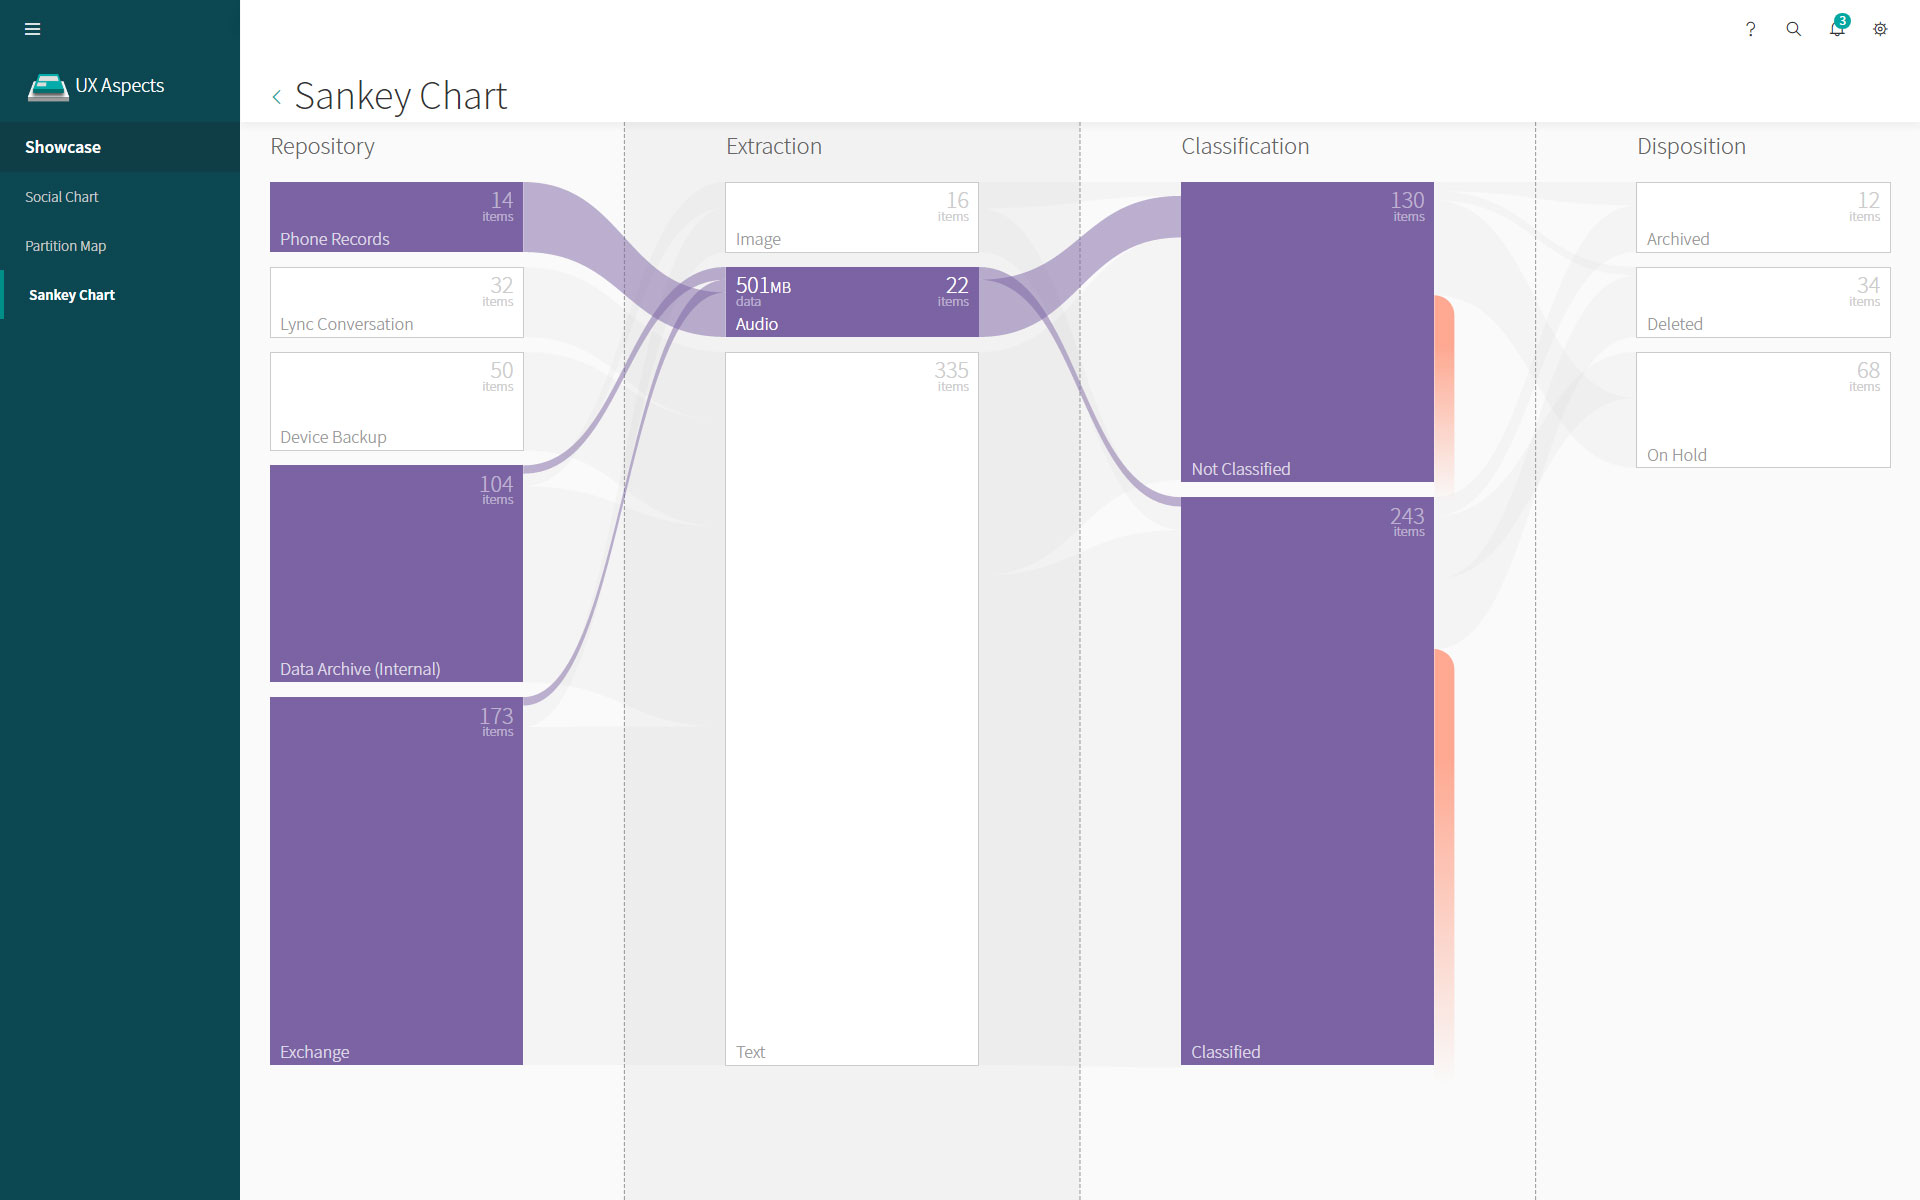 3
UX Aspects
Sankey Chart
Showcase
Social Chart
Partition Map
Sankey Chart
Repository
14
items
Phone Records
32
items
Lync Conversation
50
items
Device Backup
104
items
Data Archive (Internal)
173
items
Exchange
Extraction
16
items
Image
501MB
data
22
items
Audio
335
items
Text
Classification
130
items
Not Classified
243
items
Classified
Disposition
12
items
Archived
34
items
Deleted
68
items
On Hold